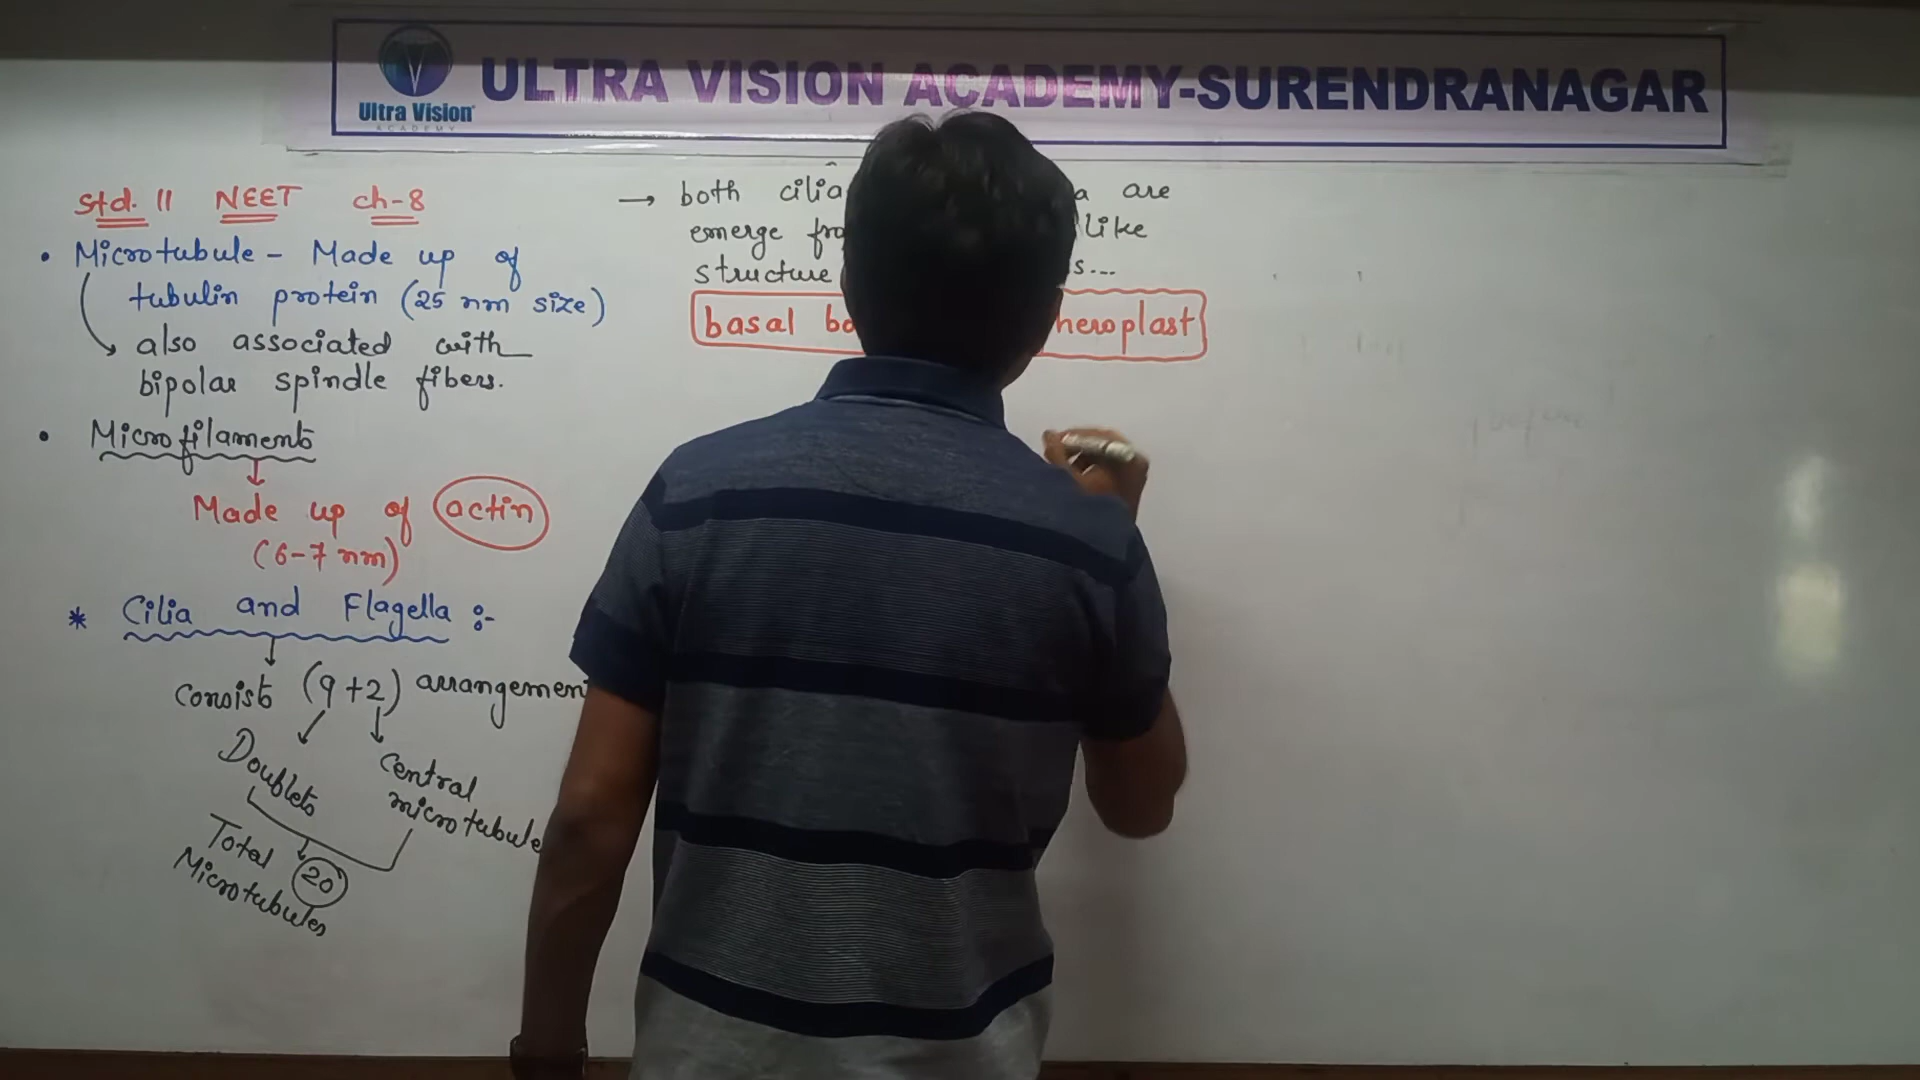 ULTRA VISION ACADEMY-SURENDRANAGAR
Ultra Vision
ACADEMY
Std. 11 NEET ch-8
• Microtubule - Made up of
tubulin protein (25 nm size)
also associated with
bipolar spindle fibers.
• Microfilaments
Made up of actin
(6-7 nm)
* Cilia and Flagella :-
consists (9+2) arrangemen
Doublets
central
microtubule
Total 20
Microtubules
→ both cilia are
emerge like
structure
basal